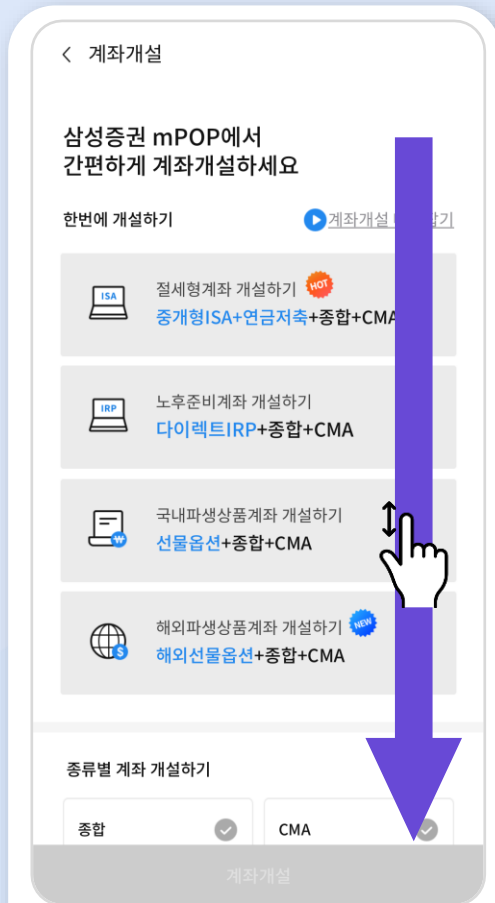 계좌개설
삼성증권 mPOP에서
간편하게 계좌개설하세요
한번에 개설하기
계좌개설
ISA
절세형계좌 개설하기 HOT
중개형ISA+연금저축+종합+CMA
IRP
노후준비계좌 개설하기
다이렉트IRP+종합+CMA
국내파생상품계좌 개설하기
선물옵션+종합+CMA
해외파생상품계좌 개설하기 NEW
해외선물옵션+종합+CMA
종류별 계좌 개설하기
종합
CMA
계좌개설